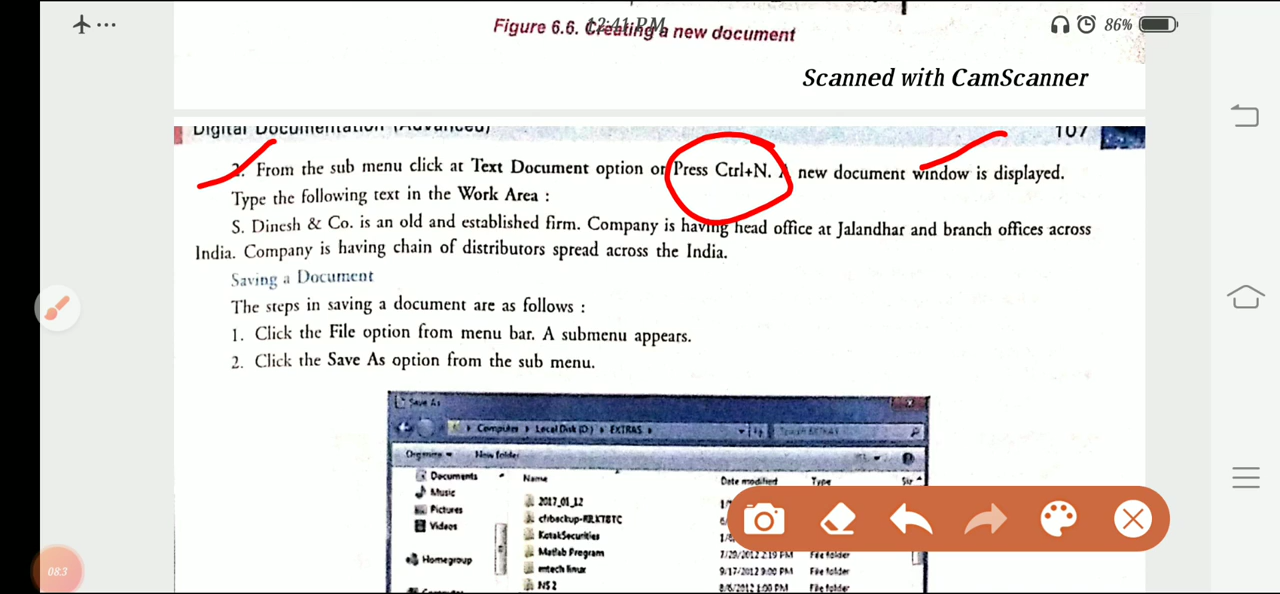 12:41 PM
86%
Figure 6.6. Creating a new document
Scanned with CamScanner
Digital Documentation (Advanced) 107
2. From the sub menu click at Text Document option or Press Ctrl+N. A new document window is displayed.
Type the following text in the Work Area :
S. Dinesh & Co. is an old and established firm. Company is having head office at Jalandhar and branch offices across
India. Company is having chain of distributors spread across the India.
Saving a Document
The steps in saving a document are as follows :
1. Click the File option from menu bar. A submenu appears.
2. Click the Save As option from the sub menu.
Save As
Computer Local Disk (D:) EXTRAS
Organize New folder
Documents Name Date modified Type
Music 2017_01_12
Pictures
Videos KotakSecurities
Matlab Program 7/29/2012 2:19 PM File folder
Homegroup mtech linux 9/17/2012 9:00 PM File folder
NS2 8/6/2012 1:00 PM File folder
08:3